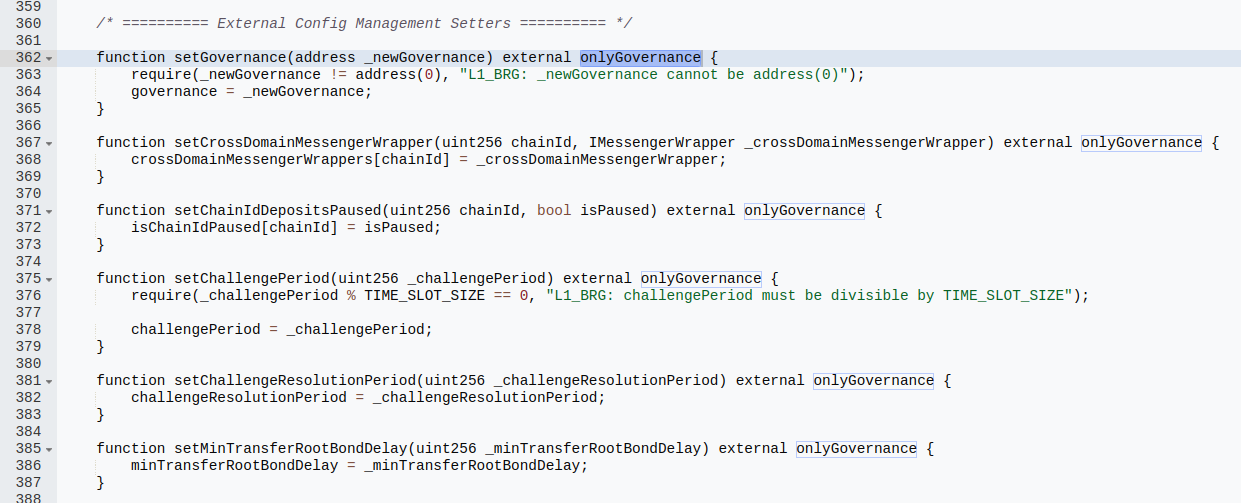 359
360 /* ========== External Config Management Setters ========== */
361
362 function setGovernance(address _newGovernance) external onlyGovernance {
363 require(_newGovernance != address(0), "L1_BRG: _newGovernance cannot be address(0)");
364 governance = _newGovernance;
365 }
366
367 function setCrossDomainMessengerWrapper(uint256 chainId, IMessengerWrapper _crossDomainMessengerWrapper) external onlyGovernance {
368 crossDomainMessengerWrappers[chainId] = _crossDomainMessengerWrapper;
369 }
370
371 function setChainIdDepositsPaused(uint256 chainId, bool isPaused) external onlyGovernance {
372 isChainIdPaused[chainId] = isPaused;
373 }
374
375 function setChallengePeriod(uint256 _challengePeriod) external onlyGovernance {
376 require(_challengePeriod % TIME_SLOT_SIZE == 0, "L1_BRG: challengePeriod must be divisible by TIME_SLOT_SIZE");
377
378 challengePeriod = _challengePeriod;
379 }
380
381 function setChallengeResolutionPeriod(uint256 _challengeResolutionPeriod) external onlyGovernance {
382 challengeResolutionPeriod = _challengeResolutionPeriod;
383 }
384
385 function setMinTransferRootBondDelay(uint256 _minTransferRootBondDelay) external onlyGovernance {
386 minTransferRootBondDelay = _minTransferRootBondDelay;
387 }
388